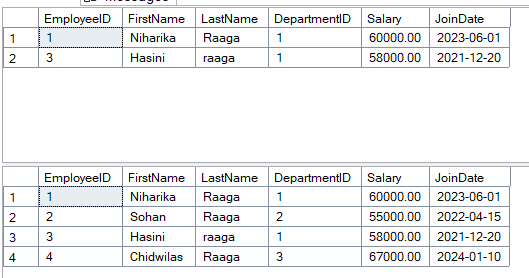 Messages
EmployeeID FirstName LastName DepartmentID Salary JoinDate
1 1 Niharika Raaga 1 60000.00 2023-06-01
2 3 Hasini raaga 1 58000.00 2021-12-20
EmployeeID FirstName LastName DepartmentID Salary JoinDate
1 1 Niharika Raaga 1 60000.00 2023-06-01
2 2 Sohan Raaga 2 55000.00 2022-04-15
3 3 Hasini raaga 1 58000.00 2021-12-20
4 4 Chidwilas Raaga 3 67000.00 2024-01-10